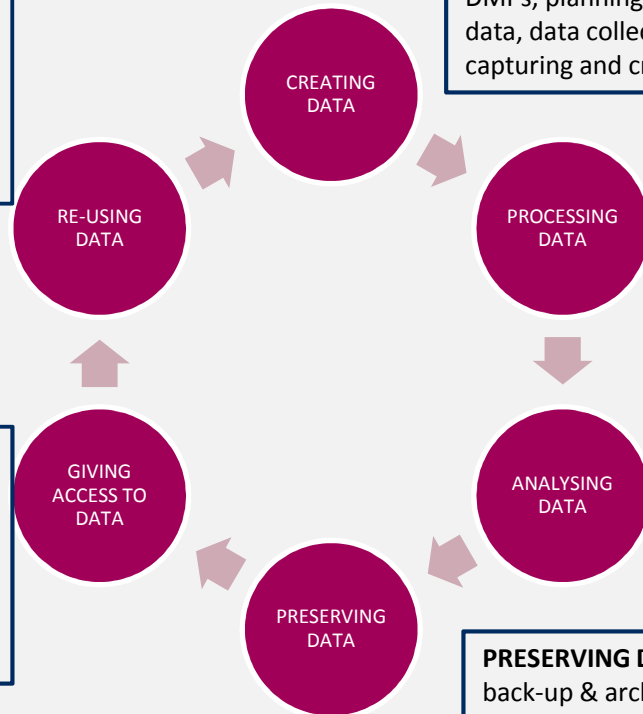 DMPs, planning
data, data collec
capturing and cr
CREATING
DATA
RE-USING
DATA
PROCESSING
DATA
GIVING
ACCESS TO
DATA
ANALYSING
DATA
PRESERVING
DATA
PRESERVING D
back-up & arch